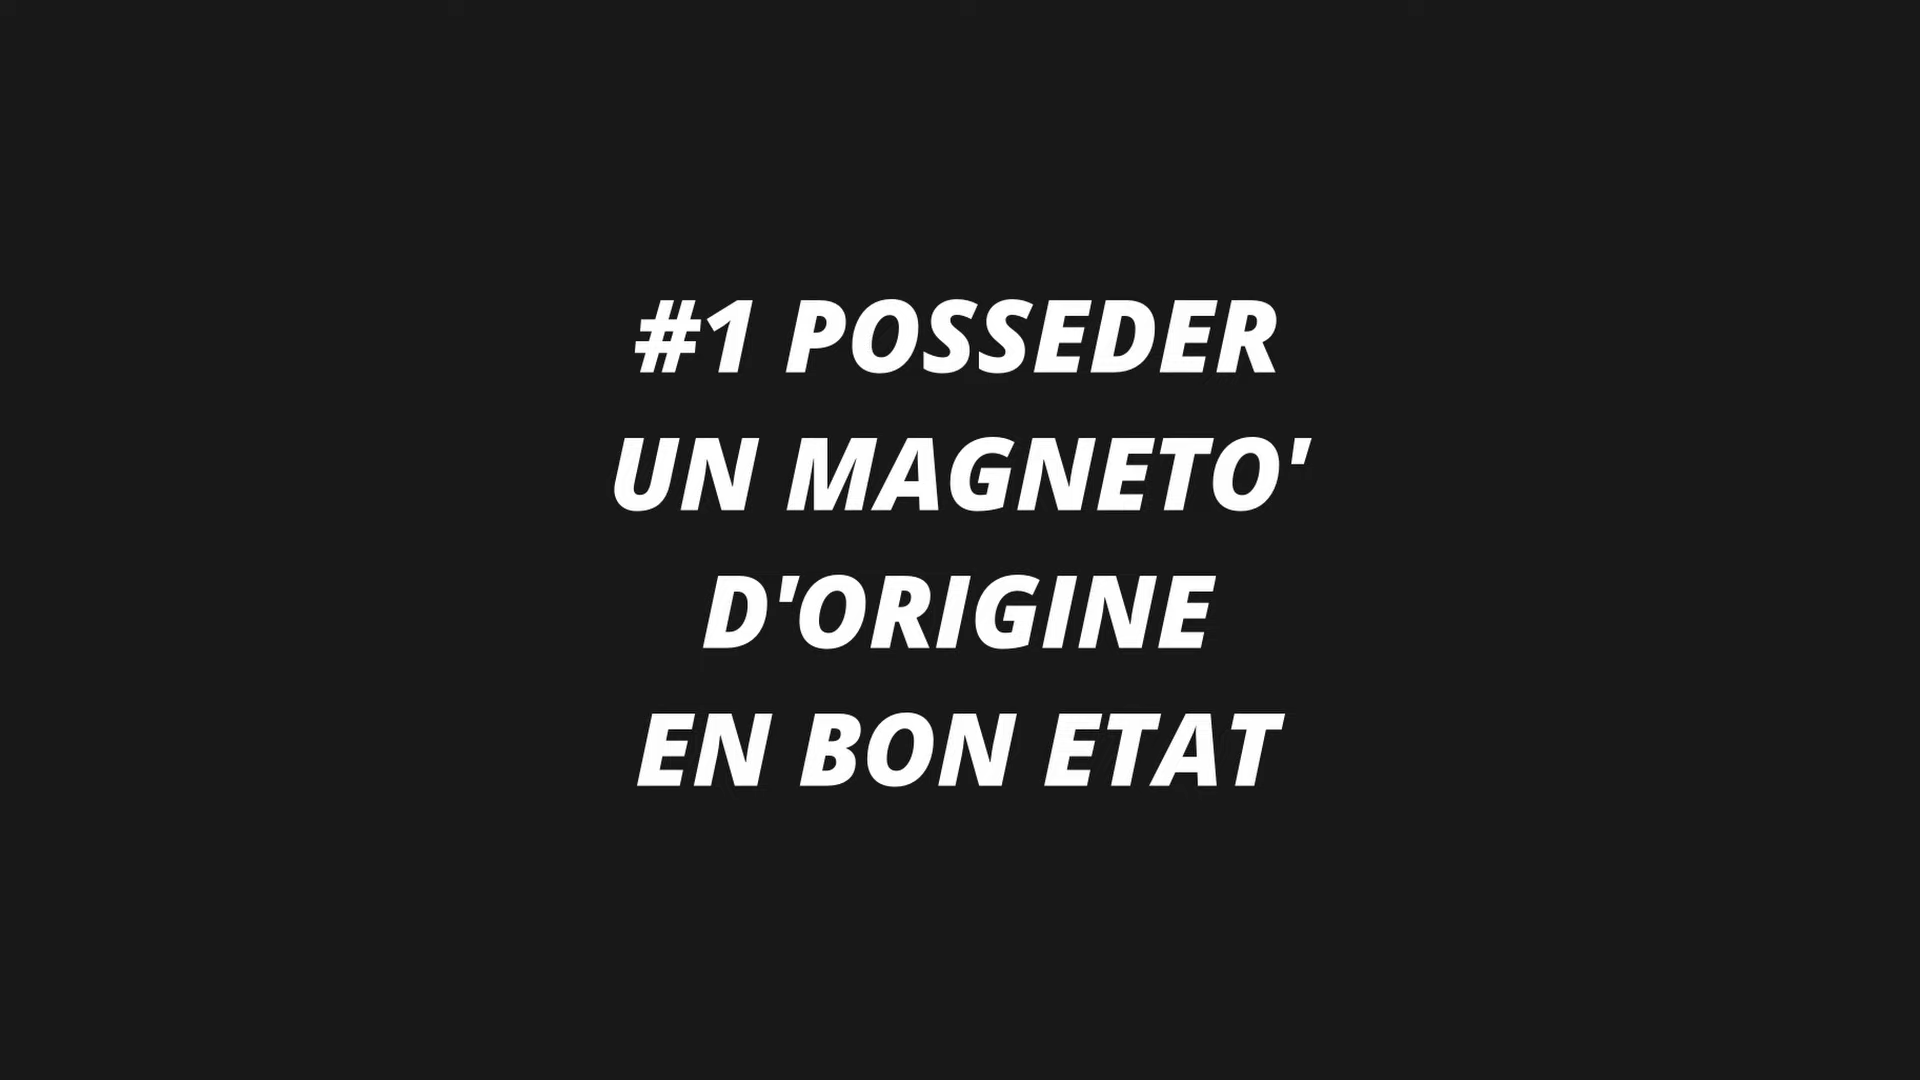 #1 POSSEDER
UN MAGNETO'
D'ORIGINE
EN BON ETAT